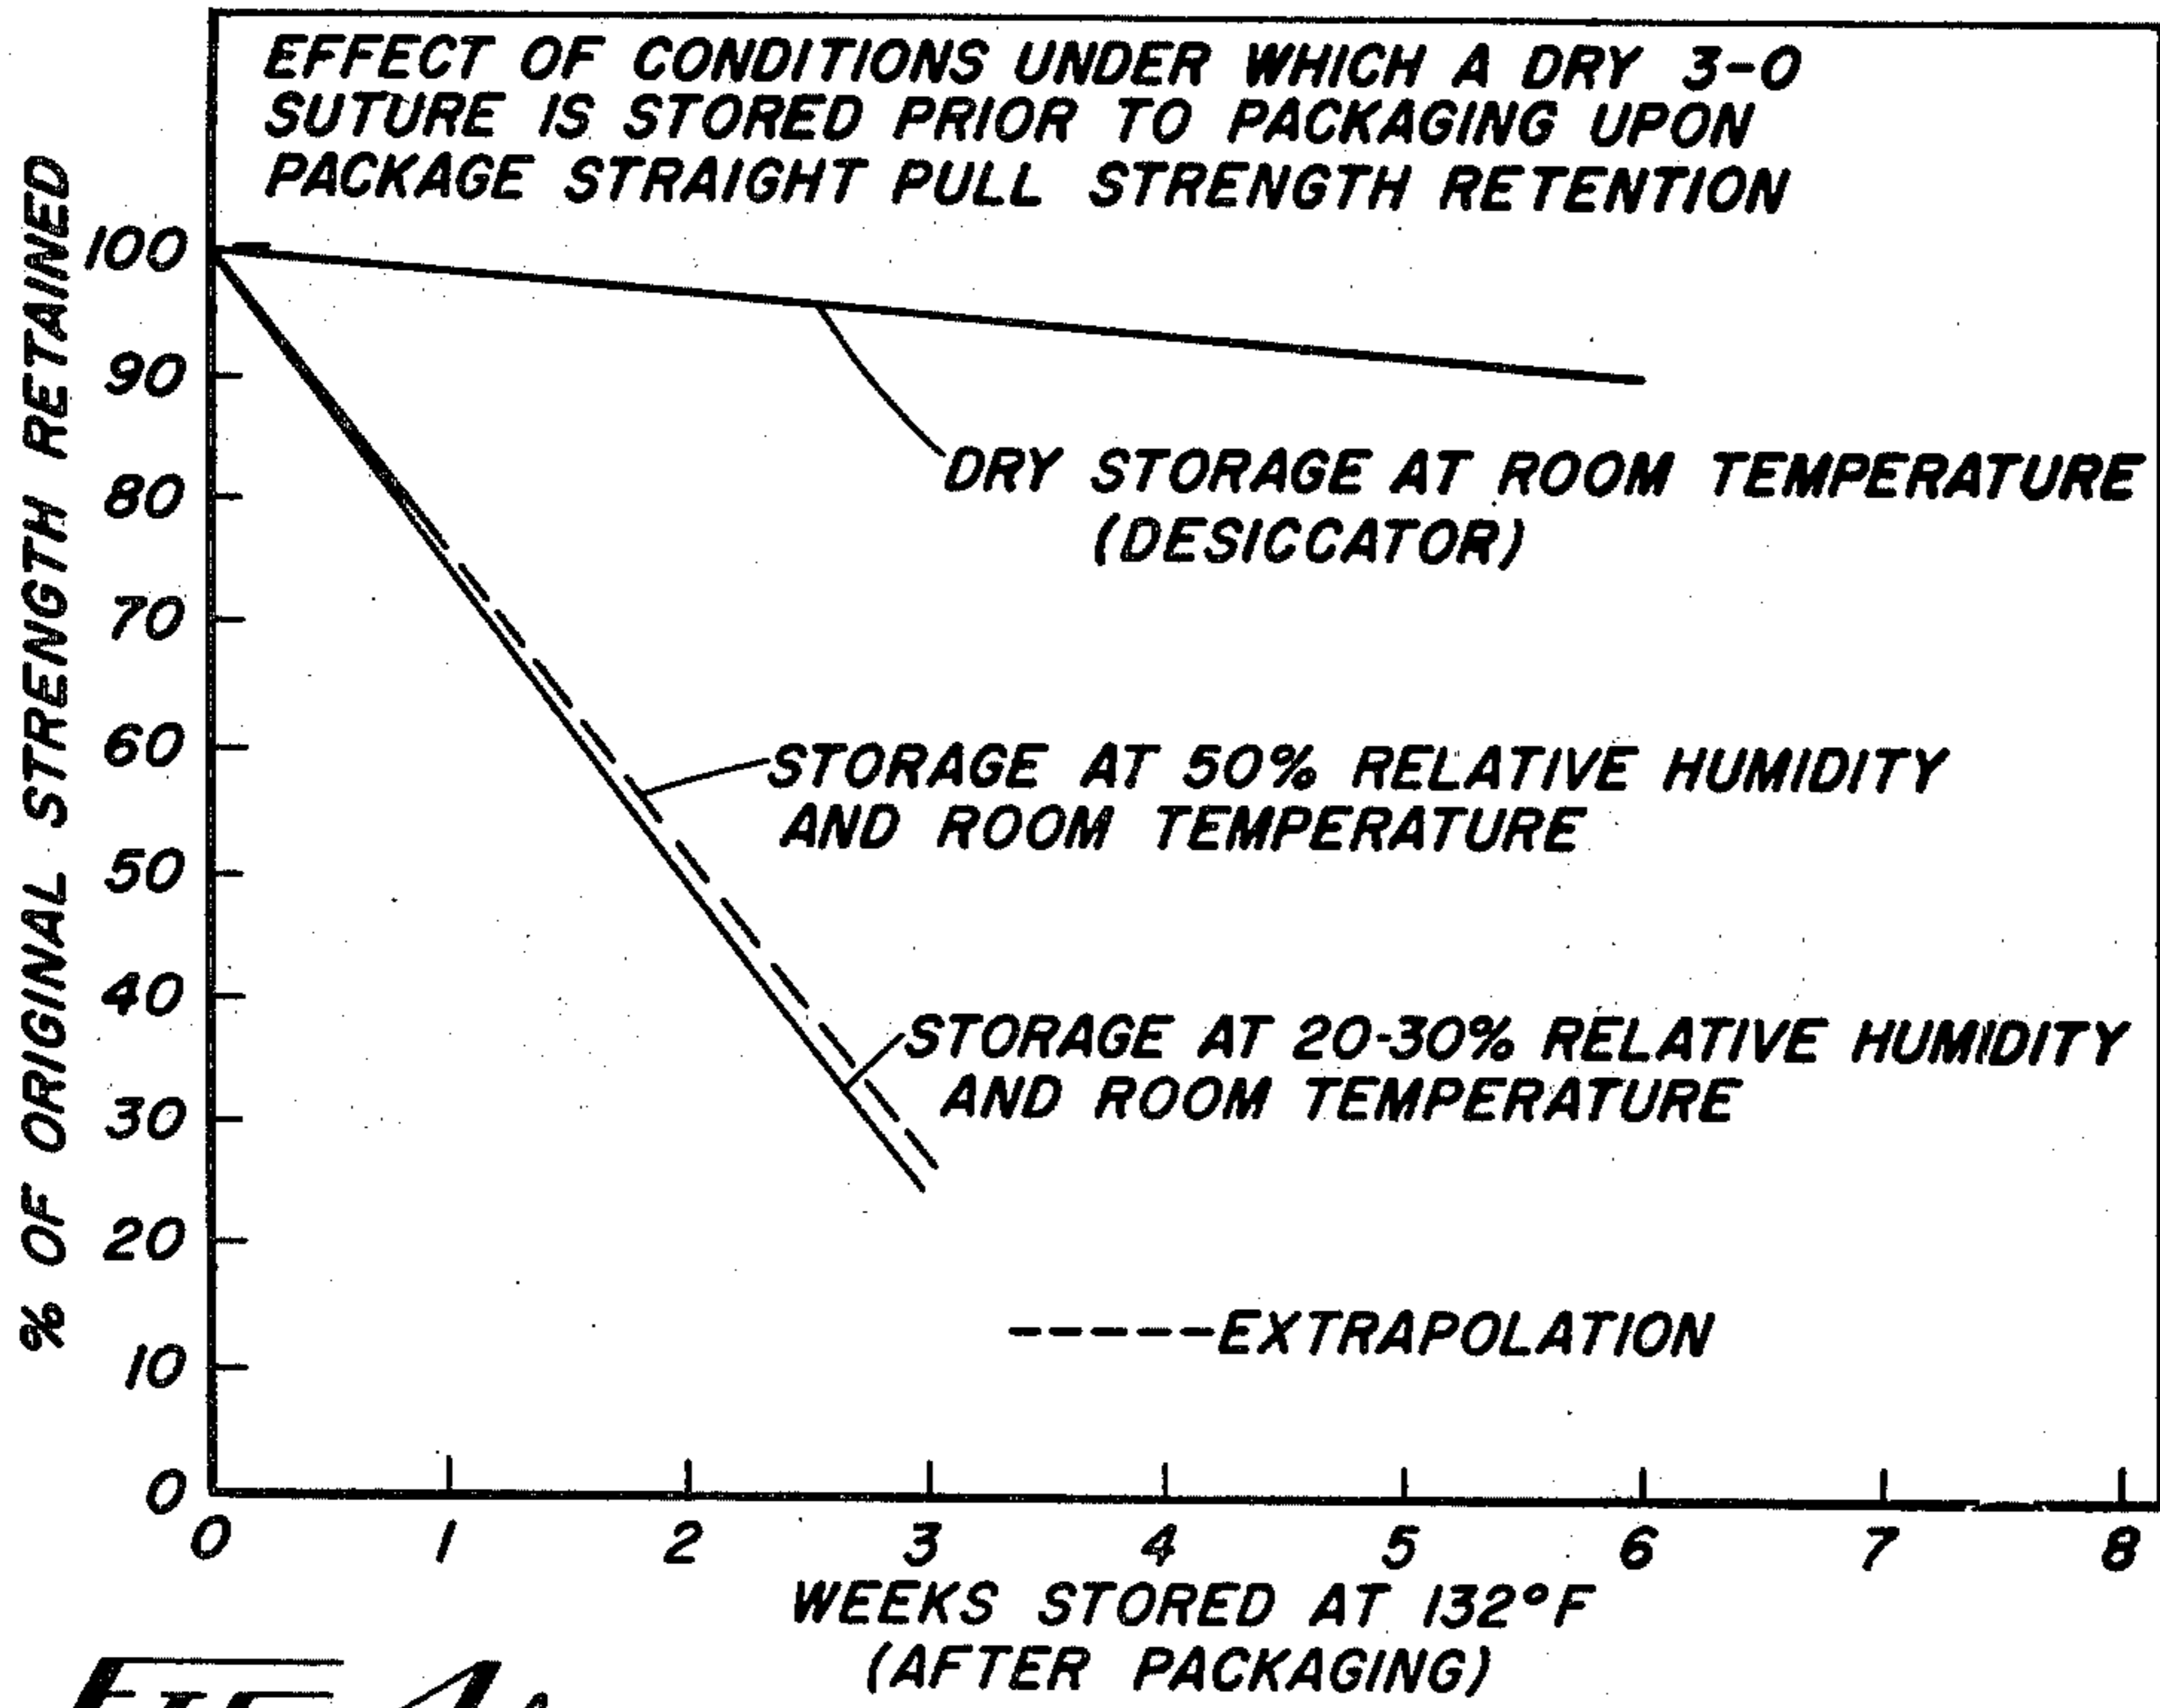 EFFECT OF CONDITIONS UNDER WHICH A DRY 3-0
SUTURE IS STORED PRIOR TO PACKAGING UPON
PACKAGE STRAIGHT PULL STRENGTH RETENTION
% OF ORIGINAL STRENGTH RETAINED
100
90
80
70
60
50
40
30
20
10
0
DRY STORAGE AT ROOM TEMPERATURE
(DESICCATOR)
STORAGE AT 50% RELATIVE HUMIDITY
AND ROOM TEMPERATURE
STORAGE AT 20-30% RELATIVE HUMIDITY
AND ROOM TEMPERATURE
-----EXTRAPOLATION
0 1 2 3 4 5 6 7 8
WEEKS STORED AT 132°F
(AFTER PACKAGING)